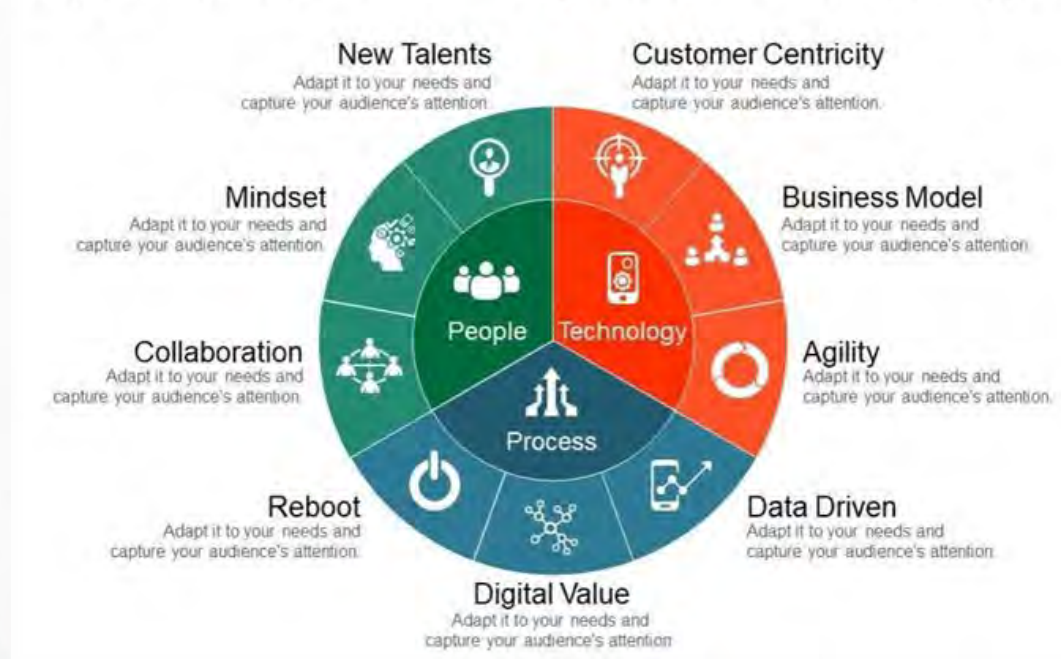 New Talents
Adapt it to your needs and
capture your audience's attention.
Customer Centricity
Adapt it to your needs and
capture your audience's attention.
Mindset
Adapt it to your needs and
capture your audience's attention.
Business Model
Adapt it to your needs and
capture your audience's attention.
People
Technology
Process
Collaboration
Adapt it to your needs and
capture your audience's attention.
Agility
Adapt it to your needs and
capture your audience's attention.
Reboot
Adapt it to your needs and
capture your audience's attention.
Data Driven
Adapt it to your needs and
capture your audience's attention.
Digital Value
Adapt it to your needs and
capture your audience's attention